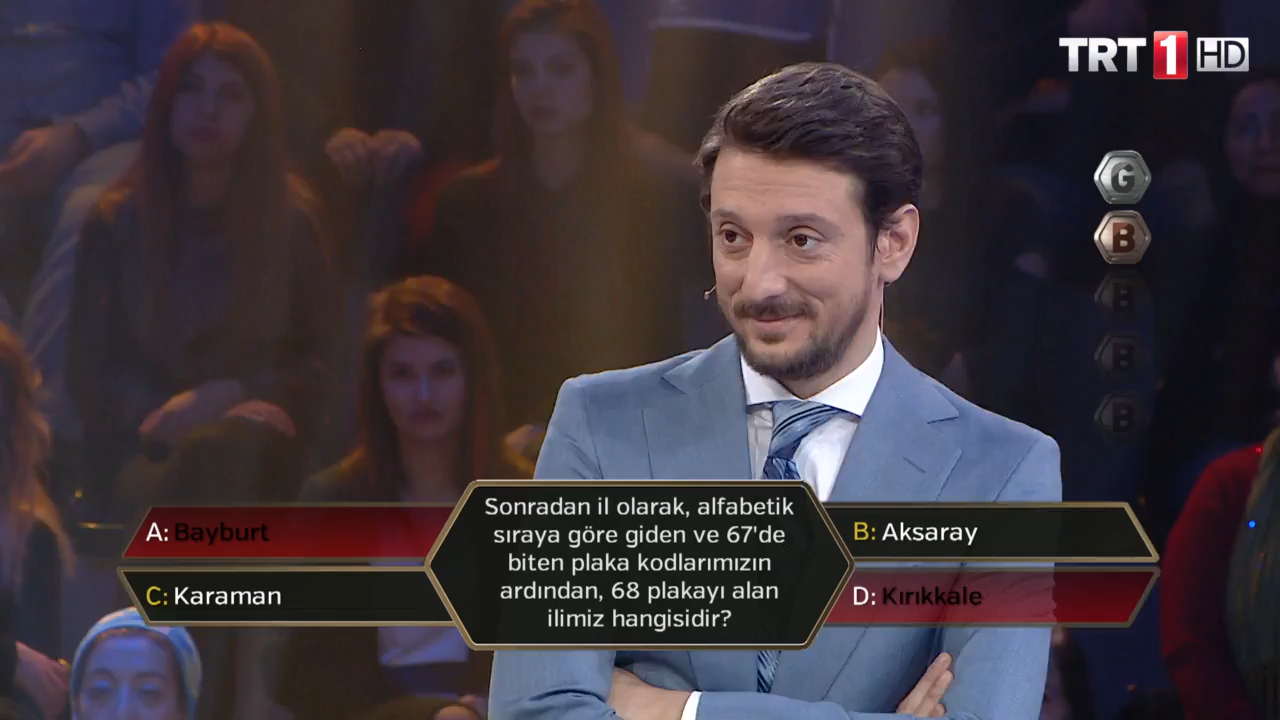 TRT 1 HD
G
B
B
B
B
Sonradan il olarak, alfabetik
sıraya göre giden ve 67'de
biten plaka kodlarımızın
ardından, 68 plakayı alan
ilimiz hangisidir?
A: Bayburt
B: Aksaray
C: Karaman
D: Kırıkkale